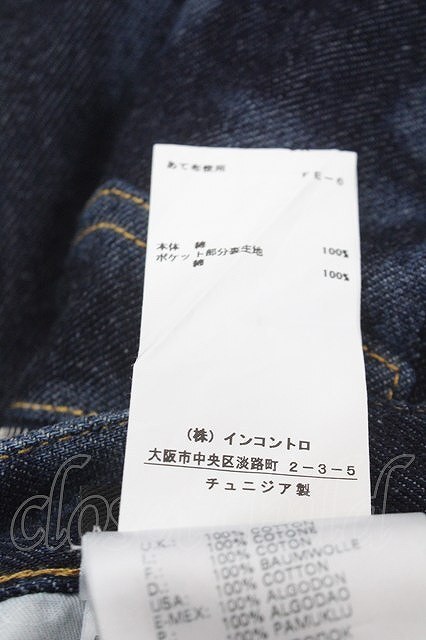 あて布使用
FE-6
本体 綿 100%
ポケット部分裏生地
綿 100%
(株) インコントロ
大阪市中央区淡路町 2-3-5
チュニジア製
U.K.: 100% COTTON
100% COTON
100% BAUMWOLLE
D.: 100% COTTON
USA: 100% ALGODON
E-MEX: 100% ALGODAO
100% PAMUKLU